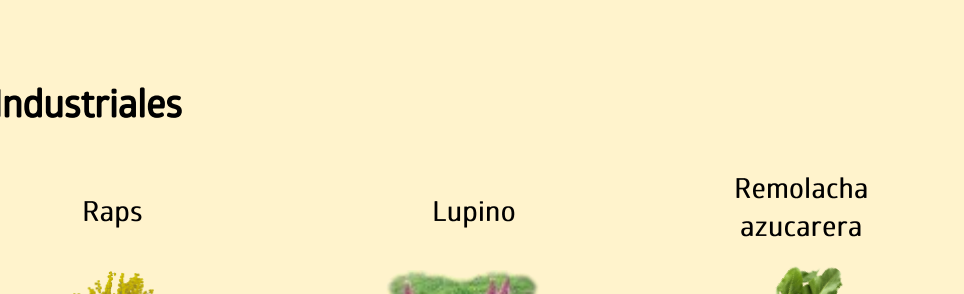 Industriales
Raps
Lupino
Remolacha
azucarera